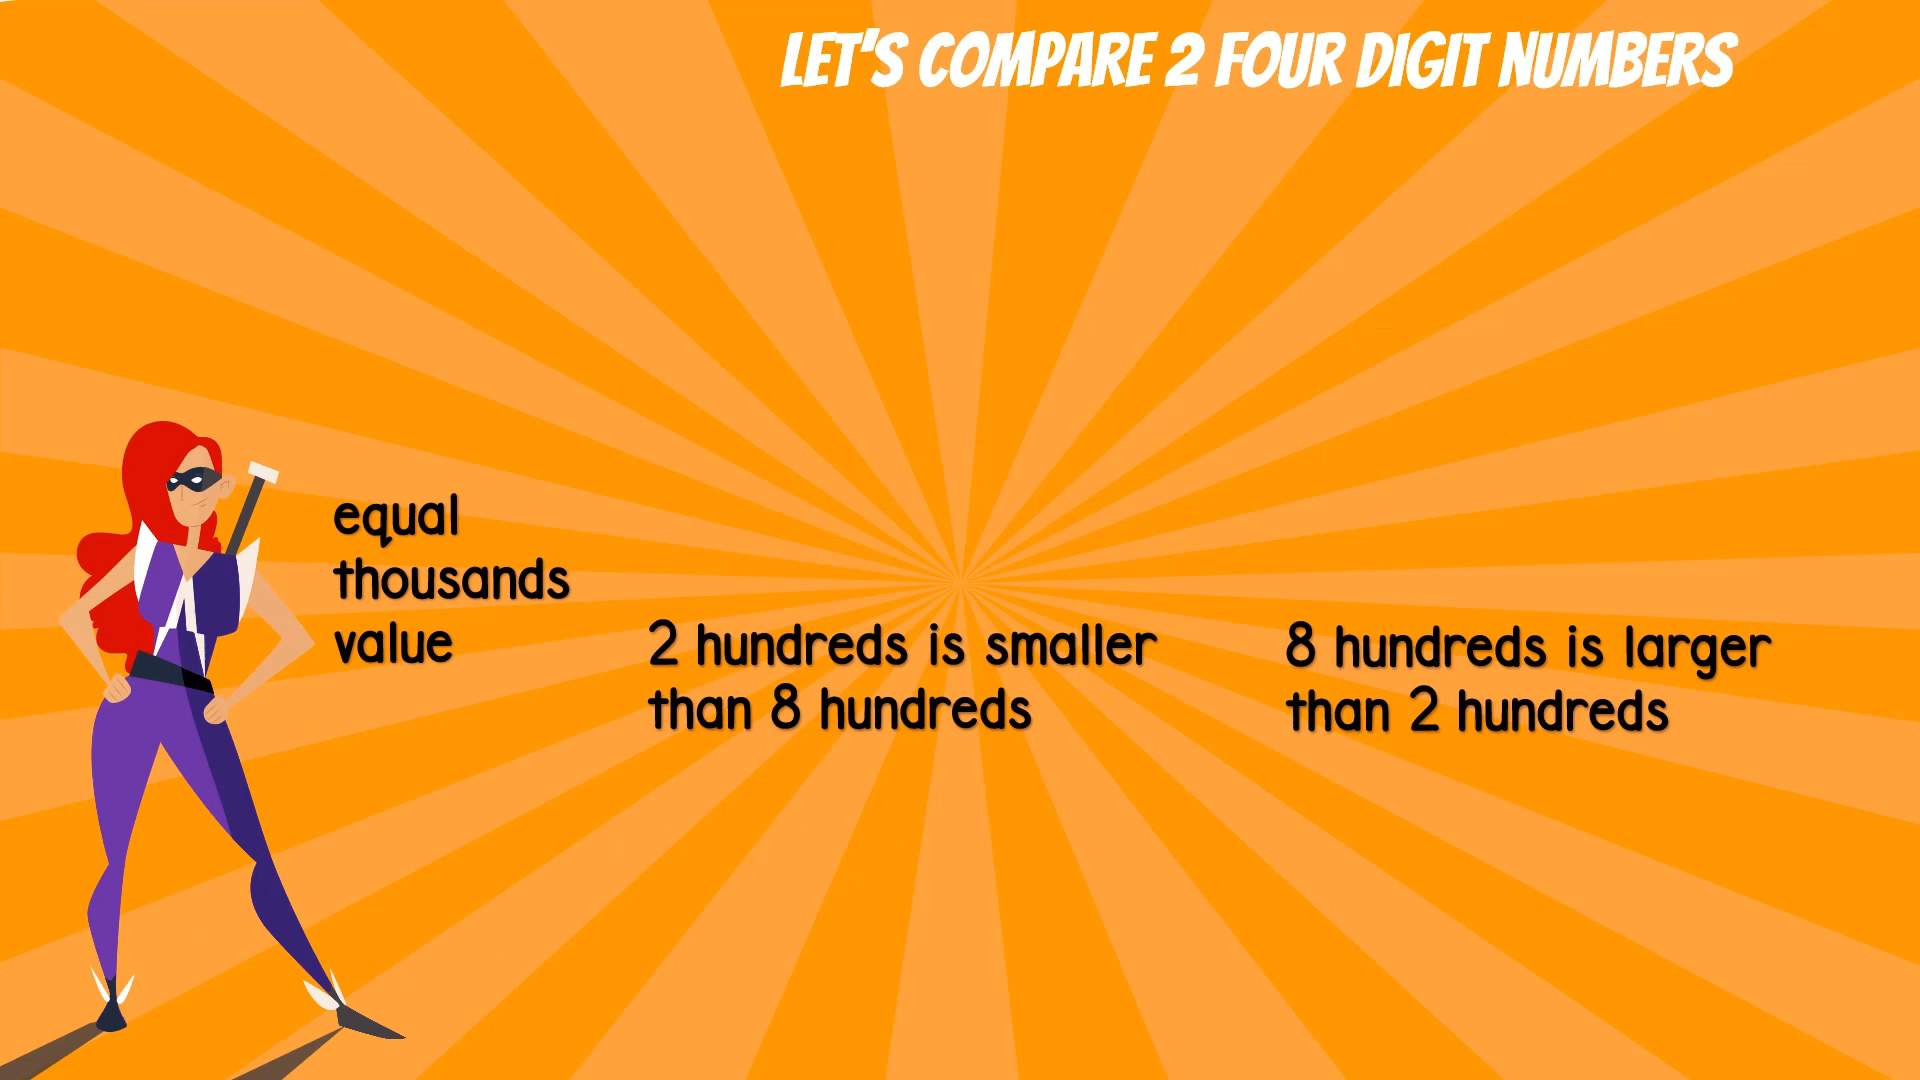 LET'S COMPARE 2 FOUR DIGIT NUMBERS
equal
thousands
value
2 hundreds is smaller
than 8 hundreds
8 hundreds is larger
than 2 hundreds